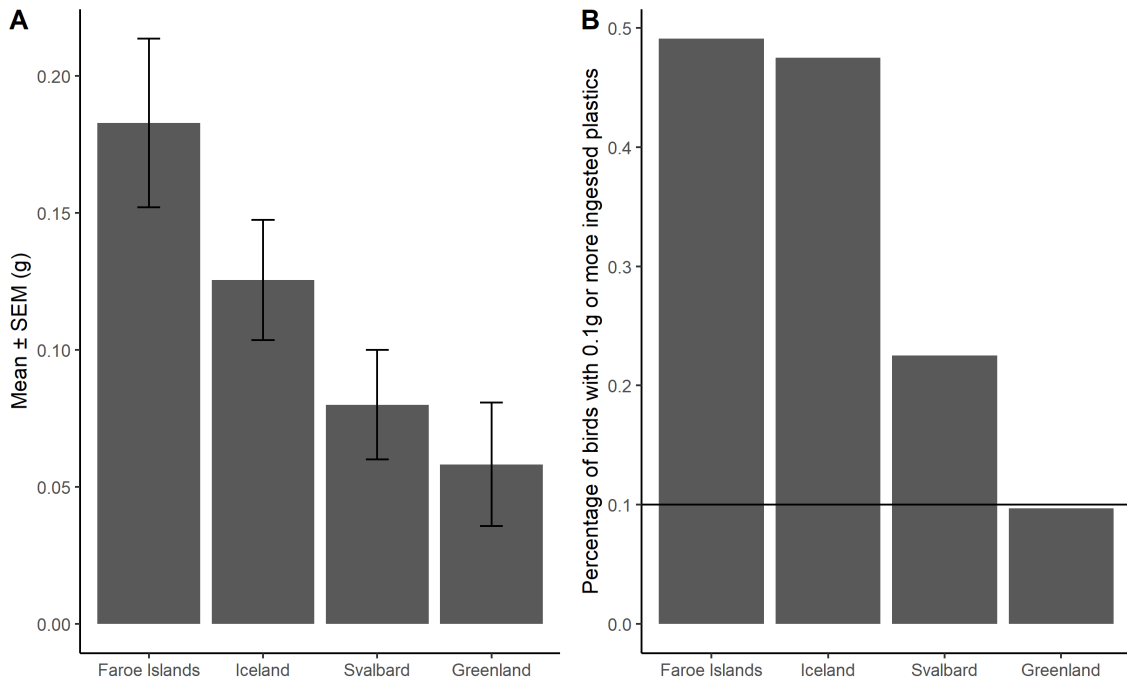 A
Mean ± SEM (g)
0.20
0.15
0.10
0.05
0.00
Faroe Islands
Iceland
Svalbard
Greenland
B
Percentage of birds with 0.1g or more ingested plastics
0.5
0.4
0.3
0.2
0.1
0.0
Faroe Islands
Iceland
Svalbard
Greenland